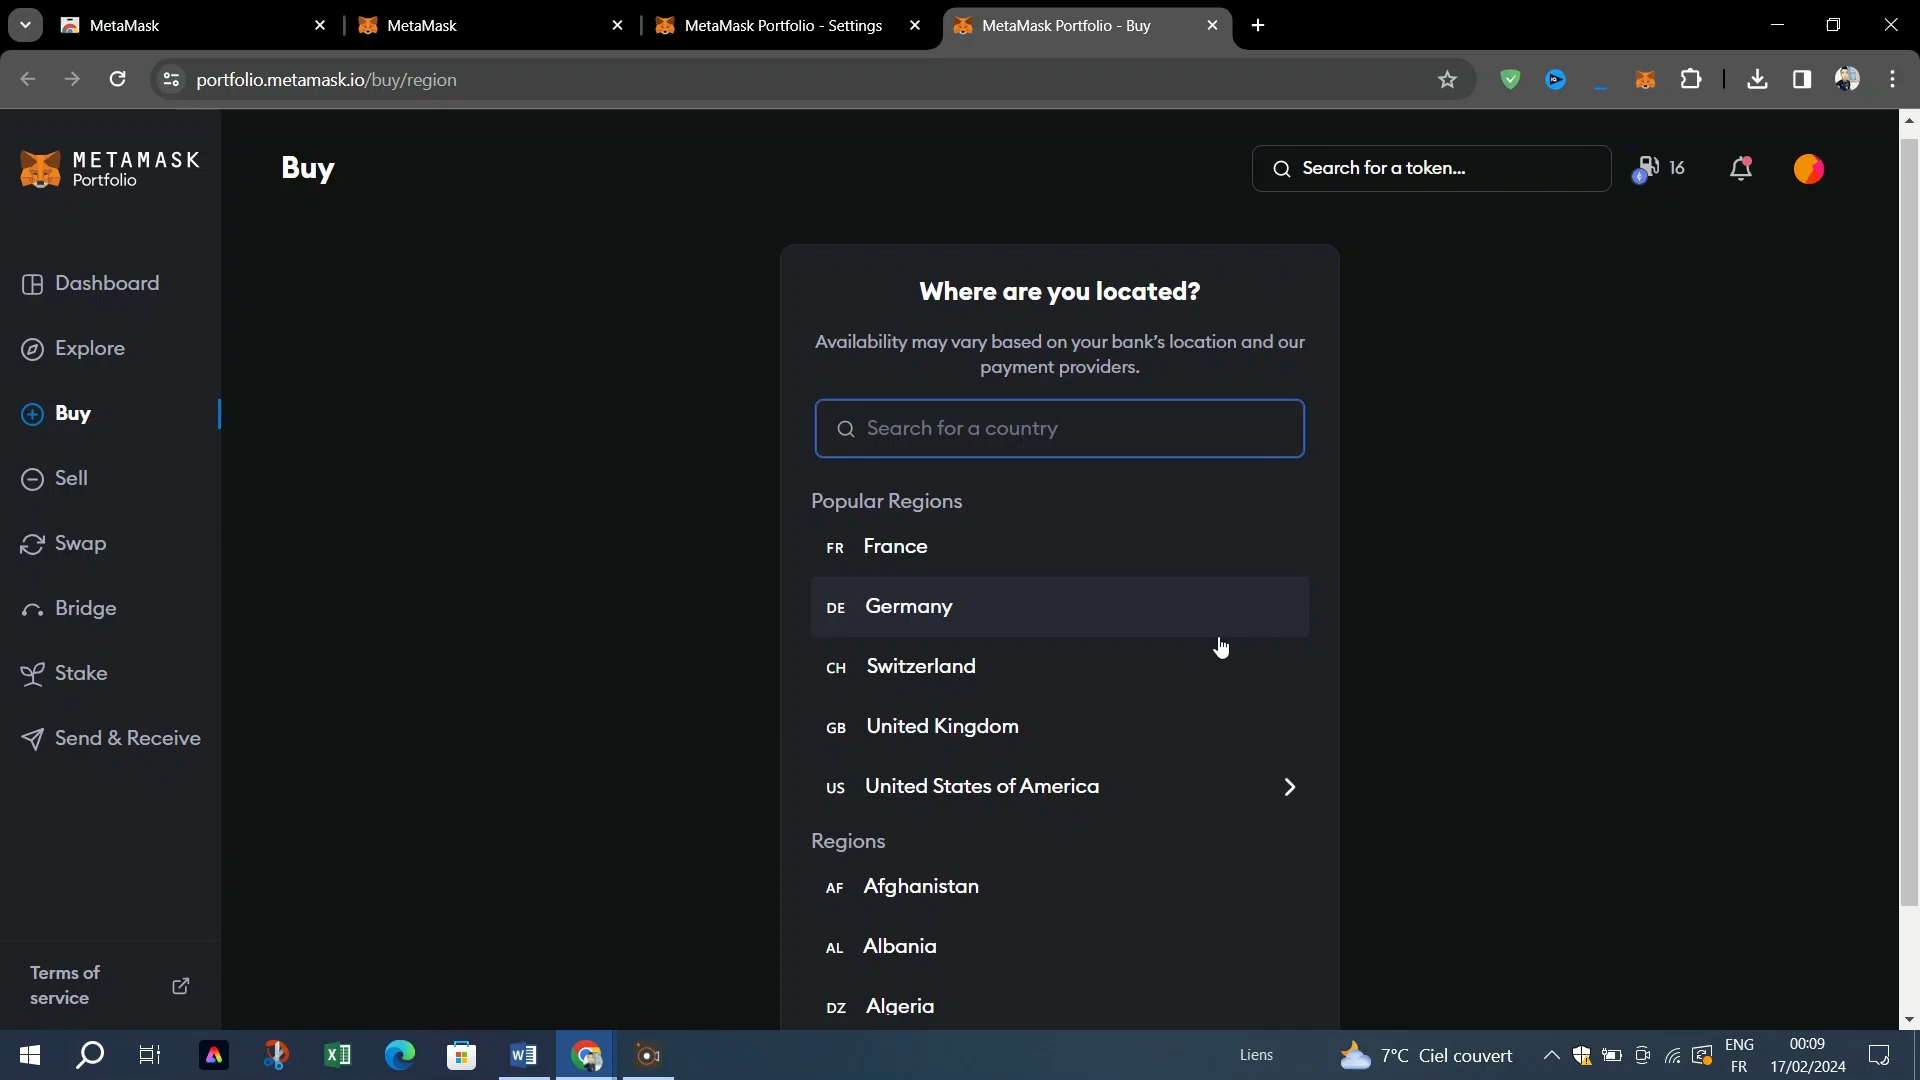 MetaMask
MetaMask
MetaMask Portfolio - Settings
MetaMask Portfolio - Buy
portfolio.metamask.io/buy/region
METAMASK
Portfolio
Buy
Search for a token...
16
Dashboard
Explore
Buy
Sell
Swap
Bridge
Stake
Send & Receive
Terms of
service
Where are you located?
Availability may vary based on your bank's location and our
payment providers.
Search for a country
Popular Regions
FR France
DE Germany
CH Switzerland
GB United Kingdom
US United States of America
Regions
AF Afghanistan
AL Albania
DZ Algeria
Liens
7°C Ciel couvert
ENG
FR
00:09
17/02/2024